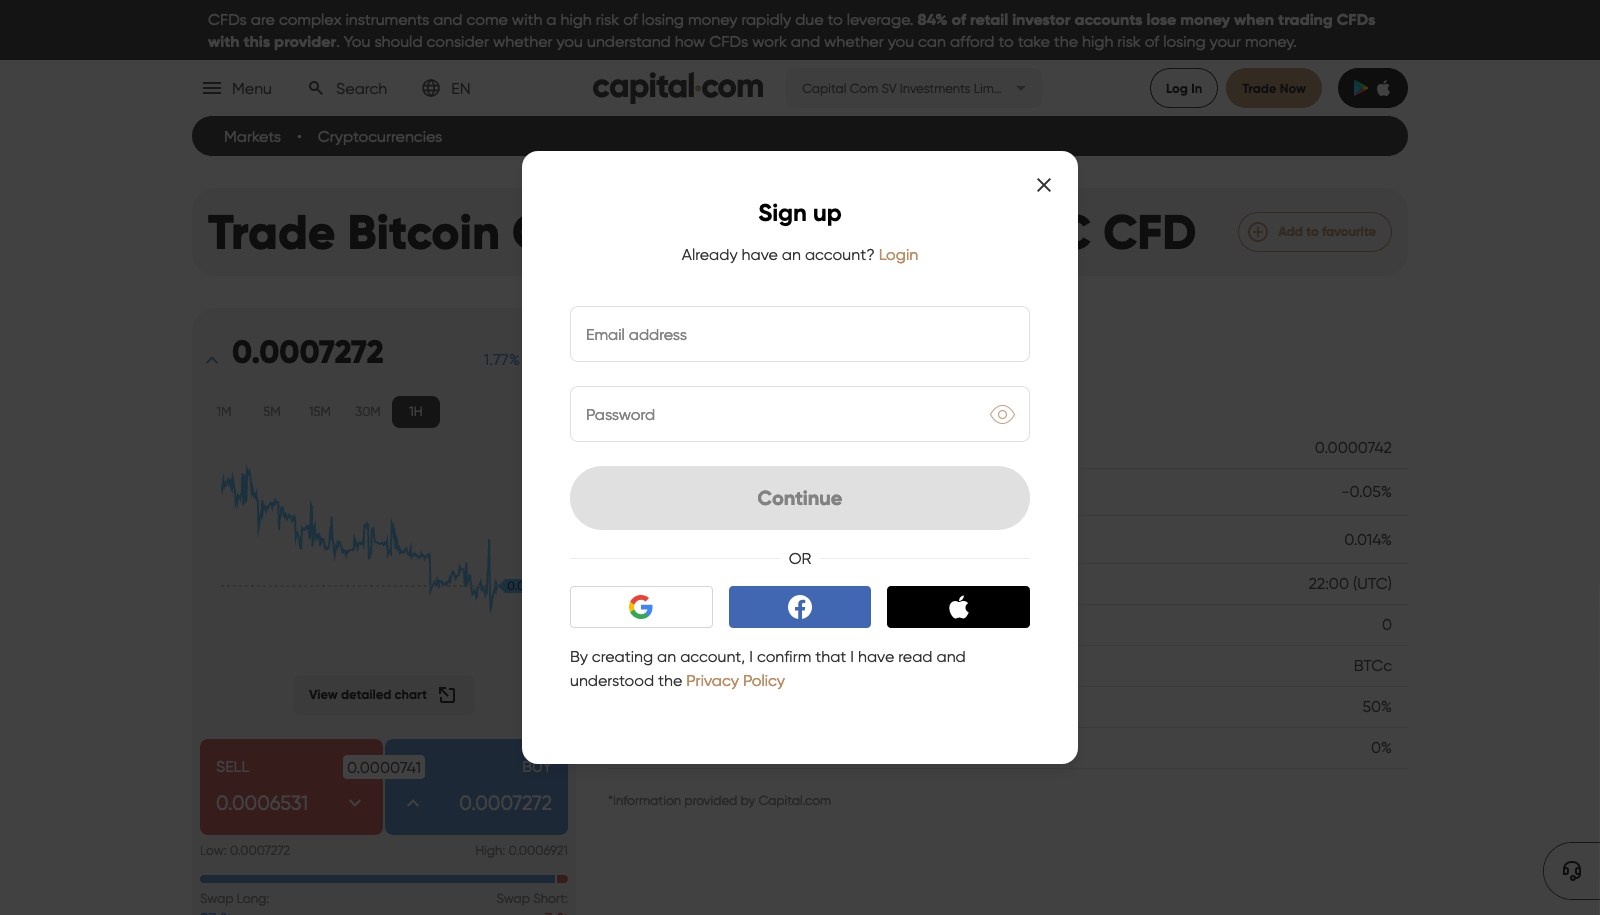 CFDs are complex instruments and come with a high risk of losing money rapidly due to leverage. 84% of retail investor accounts lose money when trading CFDs
with this provider. You should consider whether you understand how CFDs work and whether you can afford to take the high risk of losing your money.
Menu Search EN capital.com Capital Com SV Investments Lim... Log In Trade Now
Markets • Cryptocurrencies
Sign up
Trade Bitcoin C CFD Add to favourite
Already have an account? Login
Email address
0.0007272 1.77%
1M 5M 15M 30M 1H
Password
0.0000742
-0.05%
Continue
0.014%
OR
22:00 (UTC)
0
By creating an account, I confirm that I have read and
understood the Privacy Policy
BTCc
View detailed chart
50%
0%
SELL 0.0000741 BUY
0.0006531 0.0007272
*Information provided by Capital.com
Low: 0.0007272 High: 0.0006921
Swap Long: Swap Short: